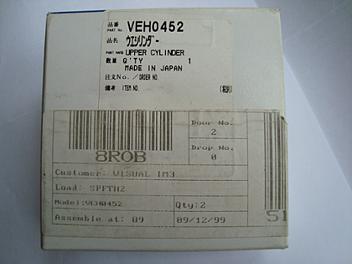 品番 PART NO. VEH0452
品名 PART NAME ウエシリンダー
UPPER CYLINDER
数量 Q'TY 1
MADE IN JAPAN
注文No. / ORDER NO.
備考 ITEM NO.
Door No.
2
Drop No.
0
8ROB
Customer: VISUAL IM3
Load: SPFTH2
Model: VEH0452
Qty: 2
Assemble at: 09
09/12/99
S1